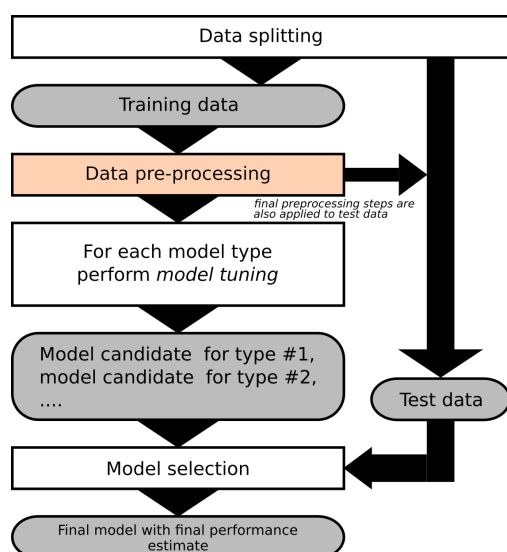 Data splitting
Training data
Data pre-processing
final preprocessing steps are
also applied to test data
For each model type
perform model tuning
Model candidate for type #1,
model candidate for type #2,
....
Test data
Model selection
Final model with final performance
estimate